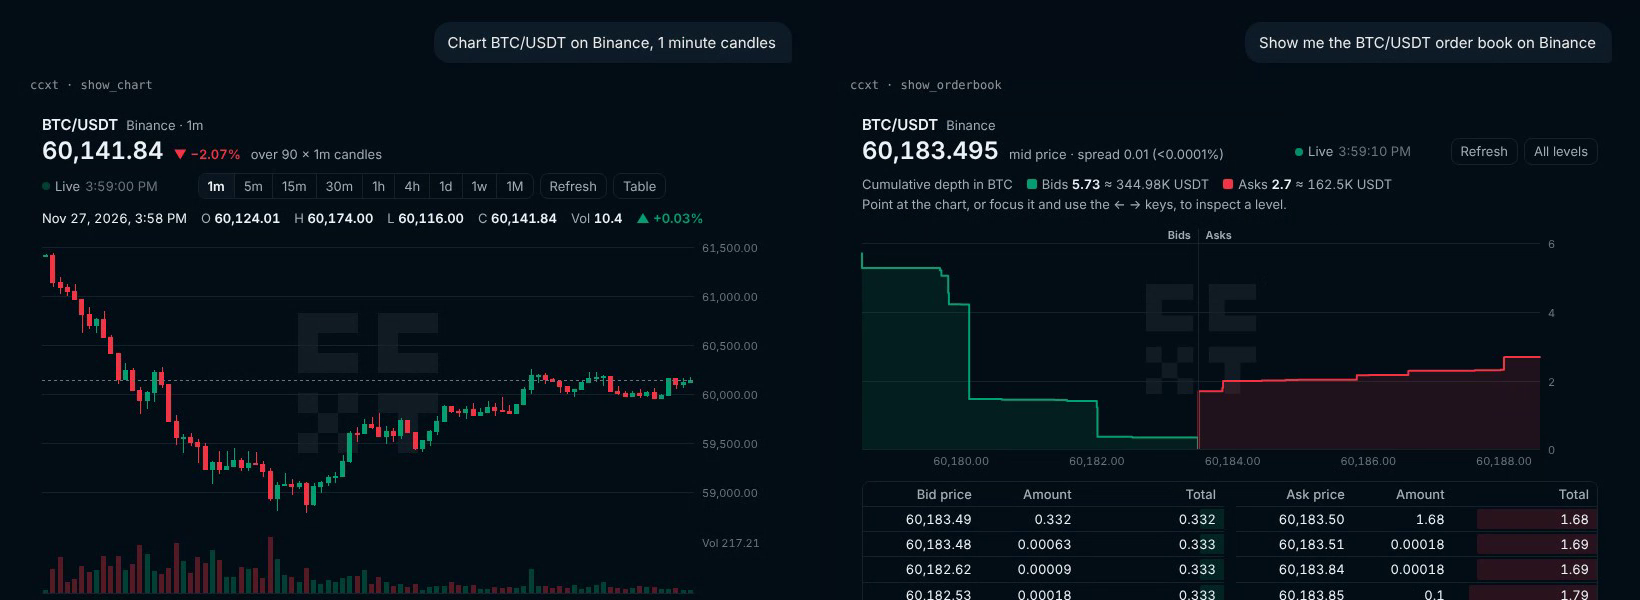 Chart BTC/USDT on Binance, 1 minute candles
ccxt · show_chart
BTC/USDT Binance · 1m
60,141.84 ▼ −2.07% over 90 × 1m candles
Live 3:59:00 PM 1m 5m 15m 30m 1h 4h 1d 1w 1M Refresh Table
Nov 27, 2026, 3:58 PM O 60,124.01 H 60,174.00 L 60,116.00 C 60,141.84 Vol 10.4 ▲ +0.03%
61,500.00
61,000.00
60,500.00
60,000.00
59,500.00
59,000.00
Vol 217.21
CCXT
Show me the BTC/USDT order book on Binance
ccxt · show_orderbook
BTC/USDT Binance
60,183.495 mid price · spread 0.01 (<0.0001%) Live 3:59:10 PM Refresh All levels
Cumulative depth in BTC Bids 5.73 ≈ 344.98K USDT Asks 2.7 ≈ 162.5K USDT
Point at the chart, or focus it and use the ← → keys, to inspect a level.
Bids Asks
6
4
2
0
CCXT
60,180.00 60,182.00 60,184.00 60,186.00 60,188.00
Bid price Amount Total Ask price Amount Total
60,183.49 0.332 0.332 60,183.50 1.68 1.68
60,183.48 0.00063 0.333 60,183.51 0.00018 1.69
60,182.62 0.00009 0.333 60,183.84 0.00018 1.69
60,182.53 0.00018 0.333 60,183.85 0.1 1.79